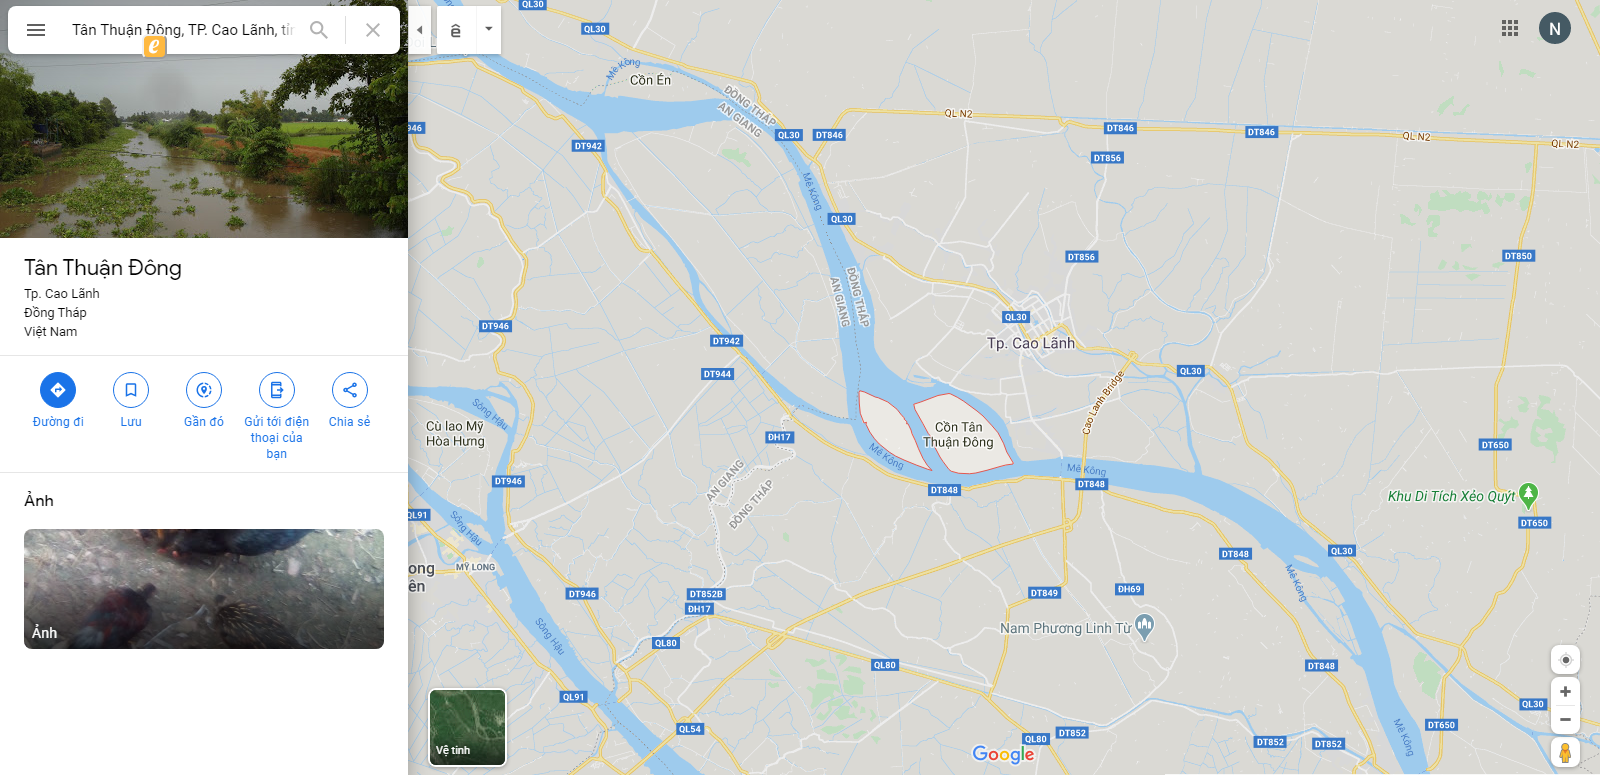 Tân Thuận Đông, TP. Cao Lãnh, tỉn
Tân Thuận Đông
Tp. Cao Lãnh
Đồng Tháp
Việt Nam
Đường đi
Lưu
Gần đó
Gửi tới điện
thoại của
bạn
Chia sẻ
Ảnh
Ảnh
ê
N
QL30
QL30
Mê Kông
Cồn Én
ĐỒNG THÁP
AN GIANG
946
DT942
QL30
DT846
QL N2
DT846
DT846
QL N2
QL N2
DT856
Mê Kông
QL30
DT856
DT850
ĐỒNG THÁP
AN GIANG
DT946
DT942
QL30
Tp. Cao Lãnh
DT944
QL30
Cao Lanh Bridge
Sông Hậu
Cù lao Mỹ
Hòa Hưng
ĐH17
Cồn Tân
Thuận Đông
Mê Kông
Mê Kông
DT650
AN GIANG
ĐỒNG THÁP
DT946
DT848
DT848
Khu Di Tích Xẻo Quýt
DT650
QL91
Sông Hậu
DT848
QL30
ong
ên
MỸ LONG
DT946
DT852B
ĐH17
DT849
ĐH69
Mê Kông
Sông Hậu
QL80
Nam Phương Linh Từ
QL80
DT848
QL91
QL54
QL80
DT852
DT852
DT852
Mê Kông
DT650
QL30
Vệ tinh
Google